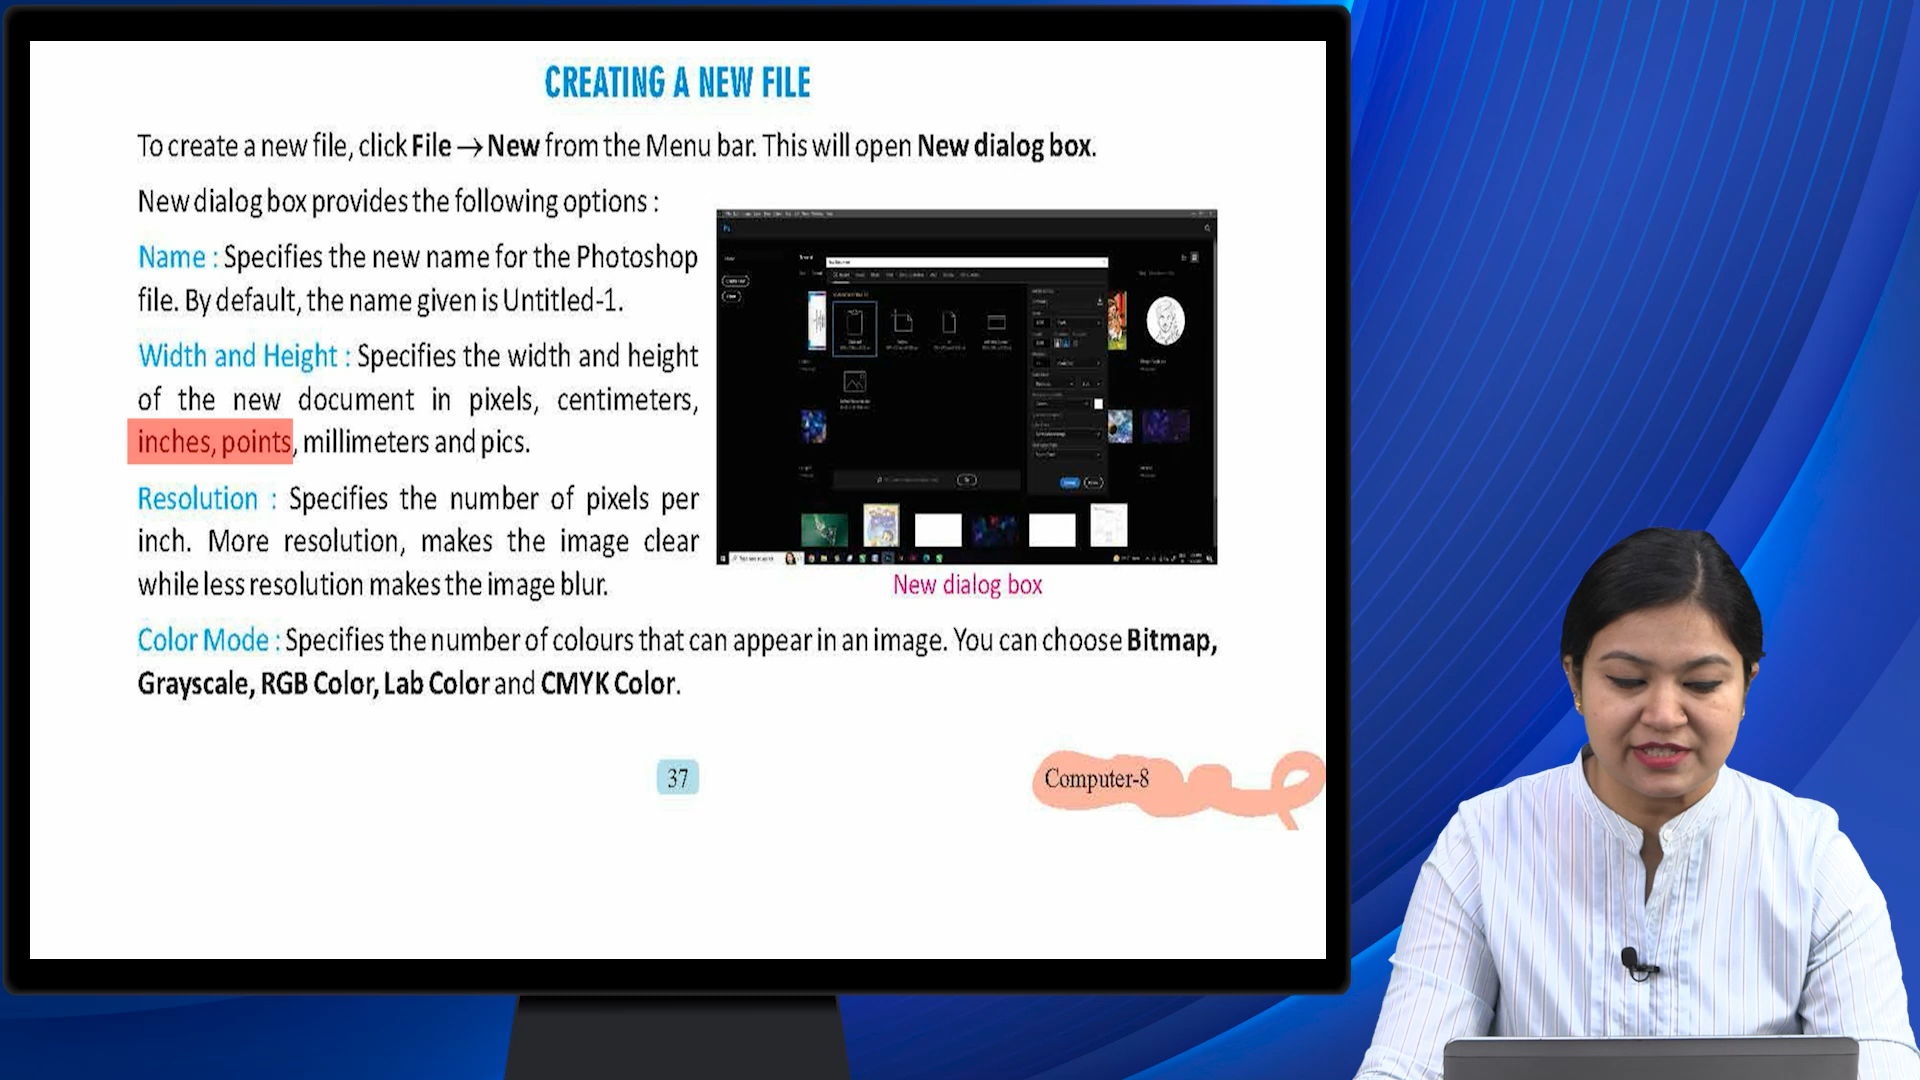 CREATING A NEW FILE
To create a new file, click File → New from the Menu bar. This will open New dialog box.
New dialog box provides the following options :
Name : Specifies the new name for the Photoshop
file. By default, the name given is Untitled-1.
Width and Height : Specifies the width and height
of the new document in pixels, centimeters,
inches, points, millimeters and pics.
Resolution : Specifies the number of pixels per
inch. More resolution, makes the image clear
while less resolution makes the image blur.
New dialog box
Color Mode : Specifies the number of colours that can appear in an image. You can choose Bitmap,
Grayscale, RGB Color, Lab Color and CMYK Color.
37
Computer-8